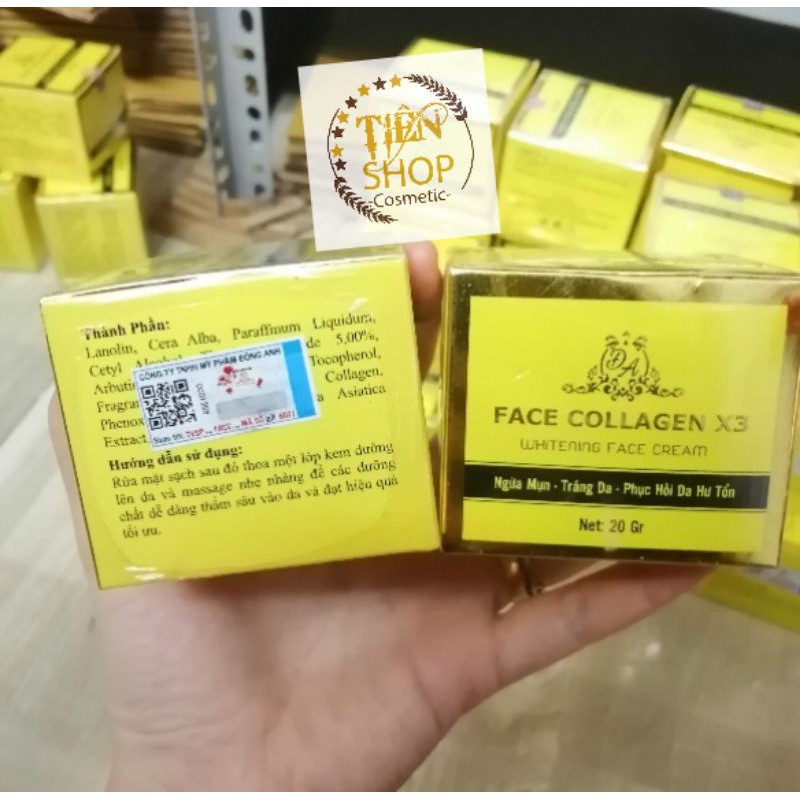 TIÊN
SHOP
-Cosmetic-
Thành Phần:
Lanolin, Cera Alba, Paraffinum Liquidum,
Cetyl Alcohol, de 5,00%,
Arbutin Tocopherol,
Fragran Collagen,
Phenox Asiatica
Extract.
CÔNG TY TNHH MỸ PHẨM ĐÔNG ANH
Hướng dẫn sử dụng:
Rửa mặt sạch sau đó thoa một lớp kem dưỡng
lên da và massage nhẹ nhàng để các dưỡng
chất dễ dàng thẩm sâu vào da và đạt hiệu quả
tối ưu.
ĐA
FACE COLLAGEN X3
WHITENING FACE CREAM
Ngừa Mụn - Trắng Da - Phục Hồi Da Hư Tổn
Net: 20 Gr